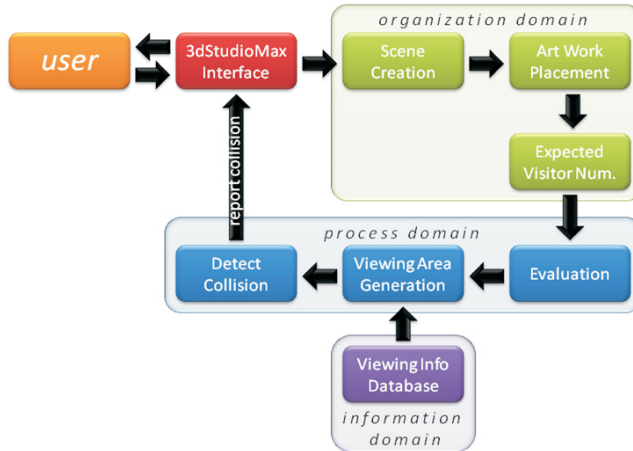 organization domain
user
3dStudioMax
Interface
Scene
Creation
Art Work
Placement
Expected
Visitor Num.
report collision
process domain
Detect
Collision
Viewing Area
Generation
Evaluation
Viewing Info
Database
information
domain